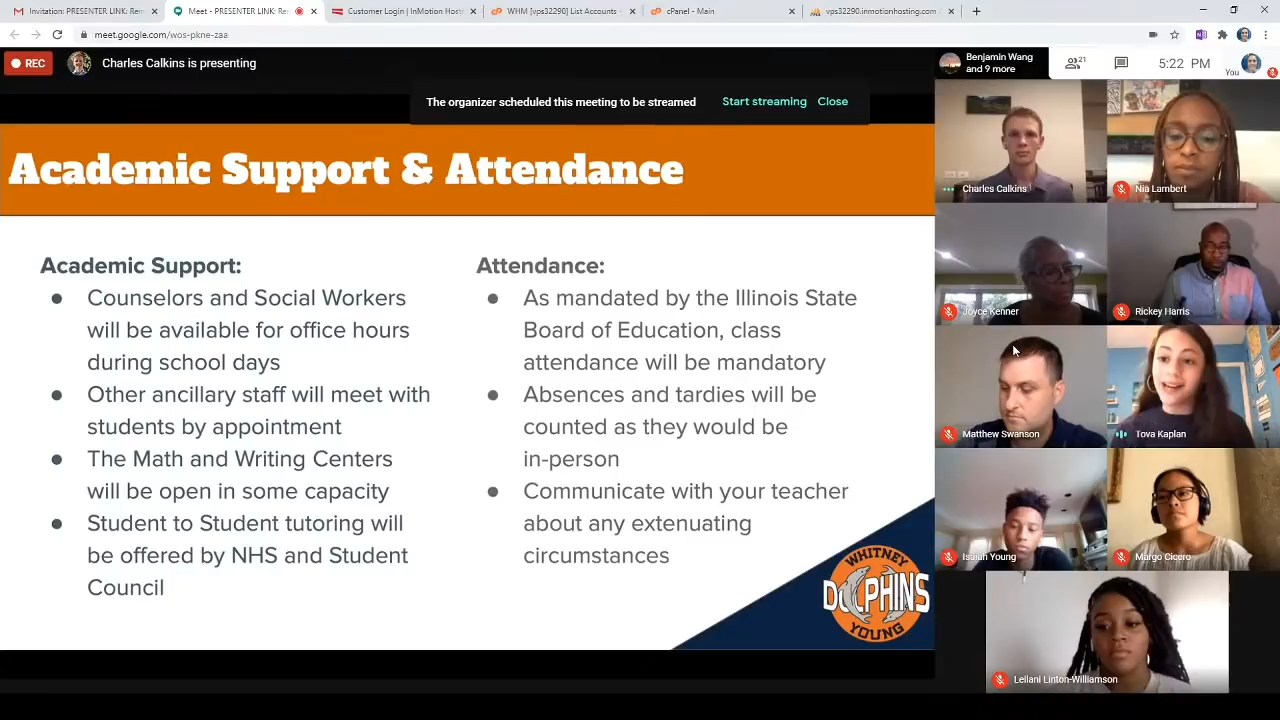 Invitation: PRESENTER LINK: Rem
Meet - PRESENTER LINK: Re
Customer Login | InMotion Host
WHM [vps32290] List Accounts -
cPanel - Main
vps32290.inmotionhosting.com
meet.google.com/wos-pkne-zaa
REC
Charles Calkins is presenting
Benjamin Wang
and 9 more
21
5:22 PM
You
The organizer scheduled this meeting to be streamed
Start streaming
Close
Academic Support & Attendance
Academic Support:
● Counselors and Social Workers
will be available for office hours
during school days
● Other ancillary staff will meet with
students by appointment
● The Math and Writing Centers
will be open in some capacity
● Student to Student tutoring will
be offered by NHS and Student
Council
Attendance:
● As mandated by the Illinois State
Board of Education, class
attendance will be mandatory
● Absences and tardies will be
counted as they would be
in-person
● Communicate with your teacher
about any extenuating
circumstances
WHITNEY
DOLPHINS
YOUNG
Charles Calkins
Nia Lambert
Joyce Kenner
Rickey Harris
Matthew Swanson
Tova Kaplan
Isaiah Young
Margo Cicero
Leilani Linton-Williamson